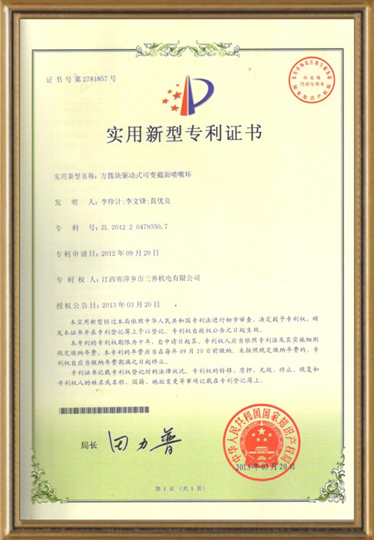 证书号第2781857号
实用新型专利证书
实用新型名称：方拨块驱动式可变截面喷嘴环
发 明 人：李珍计;李文锋;黄优良
专 利 号：ZL 2012 2 0479350.7
专利申请日：2012年09月20日
专 利 权 人：江西省萍乡市三善机电有限公司
授权公告日：2013年03月20日
本实用新型经过本局依照中华人民共和国专利法进行初步审查，决定授予专利权，颁
发本证书并在专利登记簿上予以登记。专利权自授权公告之日起生效。
本专利的专利权期限为十年，自申请日起算。专利权人应当依照专利法及其实施细则
规定缴纳年费。本专利的年费应当在每年09月20日前缴纳。未按照规定缴纳年费的，专利
权自应当缴纳年费期满之日起终止。
专利证书记载专利权登记时的法律状况。专利权的转移、质押、无效、终止、恢复和
专利权人的姓名或名称、国籍、地址变更等事项记载在专利登记簿上。
局长 田力普
中华人民共和国国家知识产权局
2013年03月20日
第1页（共1页）